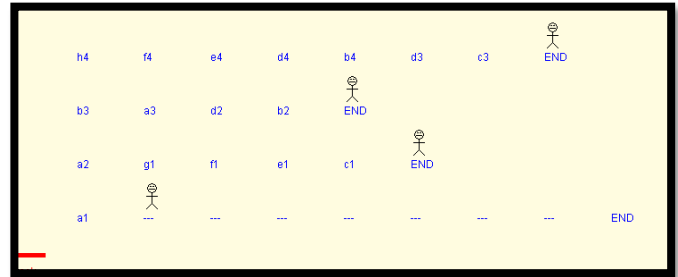 h4 f4 e4 d4 b4 d3 c3 END
b3 a3 d2 b2 END
a2 g1 f1 e1 c1 END
a1 --- --- --- --- --- --- --- END